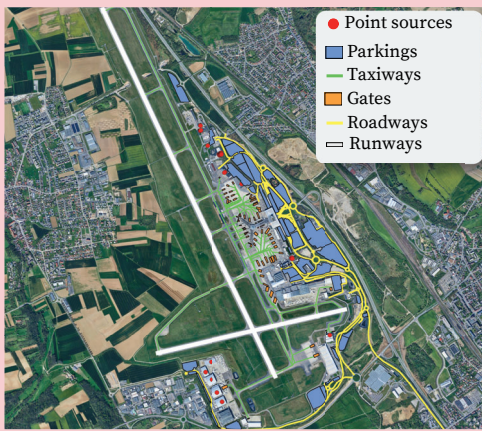 Point sources
Parkings
Taxiways
Gates
Roadways
Runways